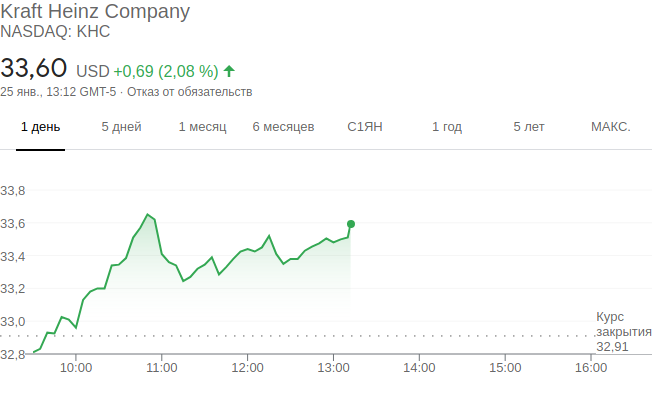 Kraft Heinz Company
NASDAQ: KHC
33,60 USD +0,69 (2,08 %)
25 янв., 13:12 GMT-5 · Отказ от обязательств
1 день 5 дней 1 месяц 6 месяцев С1ЯН 1 год 5 лет МАКС.
33,8
33,6
33,4
33,2
33,0
Курс
закрытия
32,91
32,8
10:00 11:00 12:00 13:00 14:00 15:00 16:00